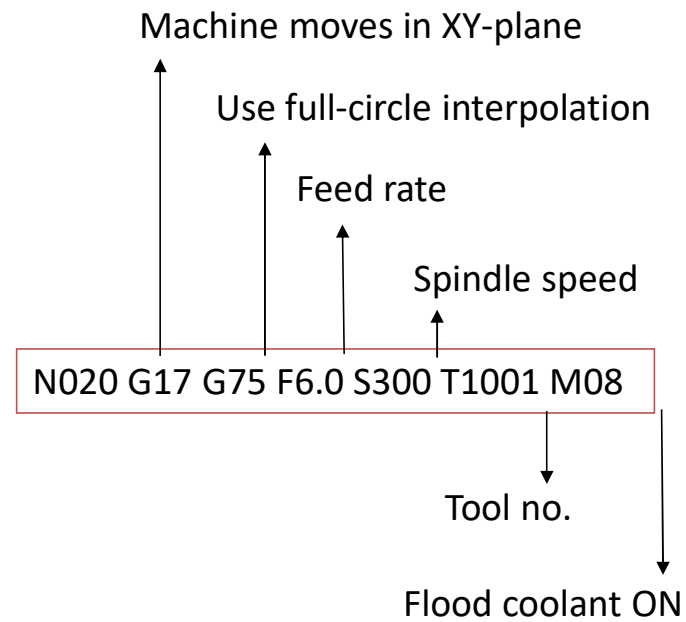 Machine moves in XY-plane
Use full-circle interpolation
Feed rate
Spindle speed
N020 G17 G75 F6.0 S300 T1001 M08
Tool no.
Flood coolant ON